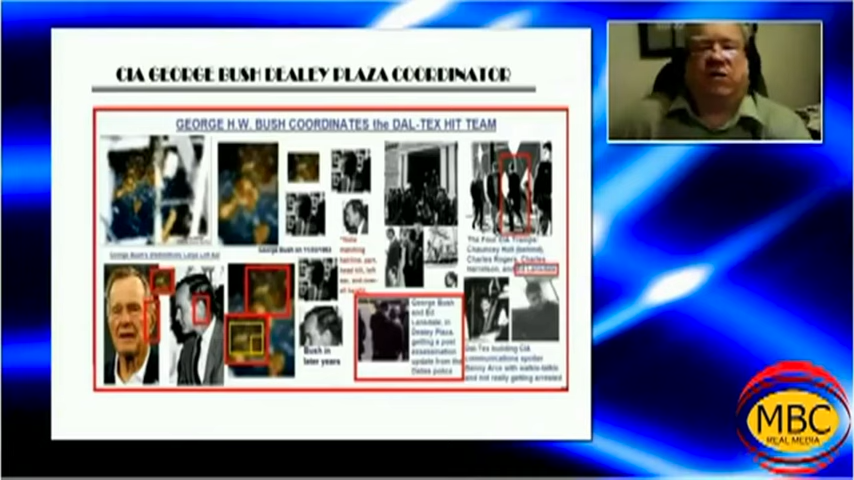 CIA GEORGE BUSH DEALEY PLAZA COORDINATOR
GEORGE H.W. BUSH COORDINATES the DAL-TEX HIT TEAM
George Bush on 11/22/1963
The Four CIA Tramps:
Chauncey Holt (behind),
Charles Rogers, Charles
Harrelson, and Ed Lansdale
George Bush
and Ed
Lansdale, in
Dealey Plaza,
getting a post
assassination
update from the
Dallas police
Bush in
later years
Dal-Tex building CIA
communications spotter
with walkie-talkie
and not really getting arrested
MBC
REAL MEDIA